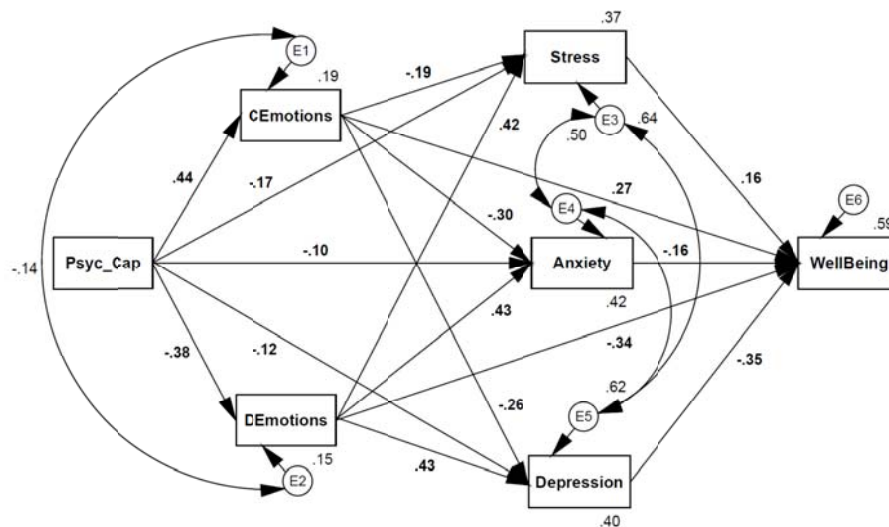 .37
E1
Stress
.19
-.19
CEmotions
.42
E3
.64
.50
.44
-.17
.27
.16
E4
-.30
E6
.59
Psyc_Cap
-.10
Anxiety
-.16
WellBeing
-.14
.42
.43
-.38
-.12
-.34
-.35
.62
DEmotions
-.26
E5
.15
.43
E2
Depression
.40